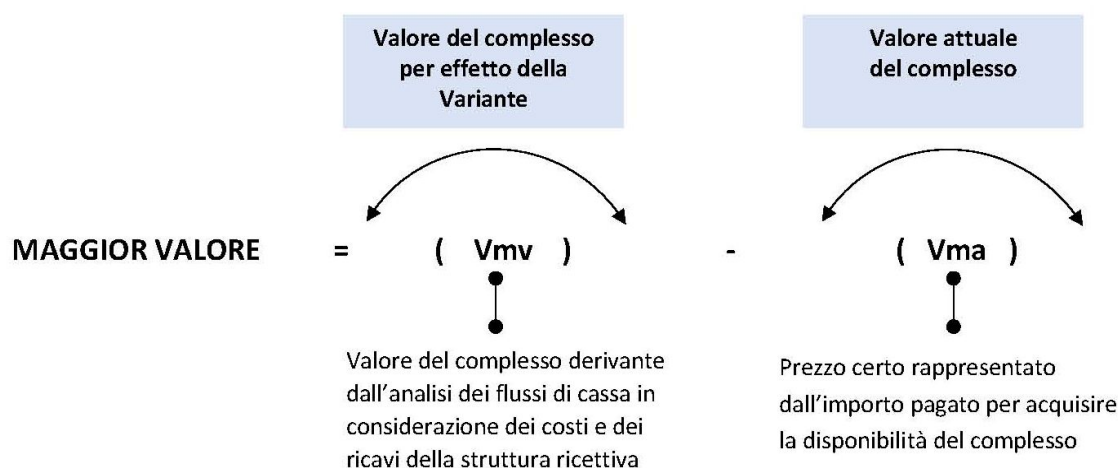 Valore del complesso
per effetto della
Variante
Valore attuale
del complesso
MAGGIOR VALORE = ( Vmv ) - ( Vma )
Valore del complesso derivante
dall'analisi dei flussi di cassa in
considerazione dei costi e dei
ricavi della struttura ricettiva
Prezzo certo rappresentato
dall'importo pagato per acquisire
la disponibilità del complesso